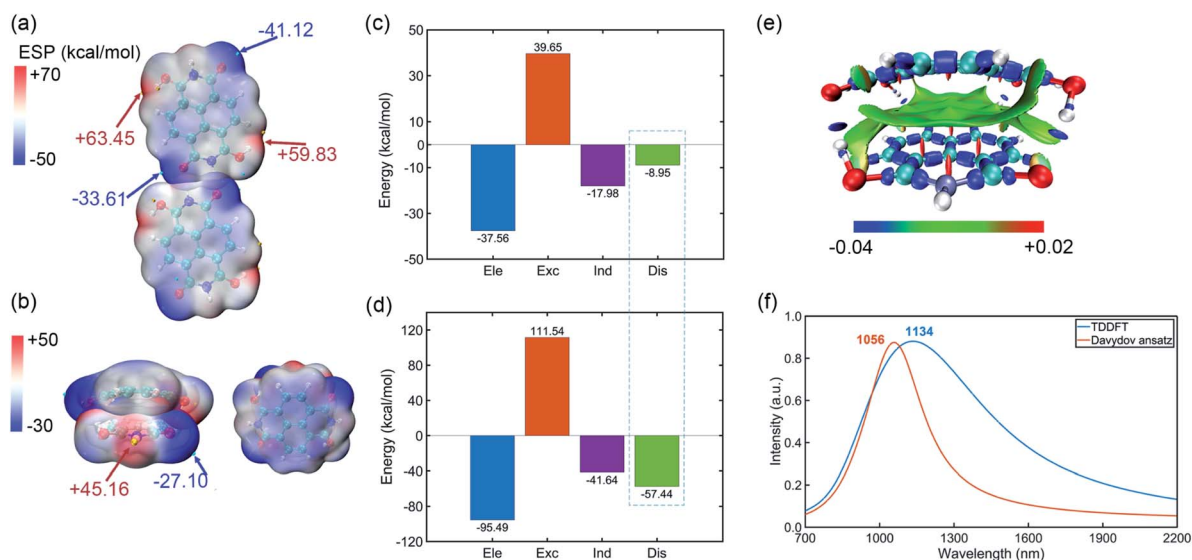 (a)
ESP (kcal/mol)
+70
-50
-41.12
+63.45
+59.83
-33.61
(b)
+50
-30
+45.16
-27.10
(c)
Energy (kcal/mol)
50
40
30
20
10
0
-10
-20
-30
-40
-50
39.65
-37.56
-17.98
-8.95
Ele Exc Ind Dis
(d)
Energy (kcal/mol)
120
80
40
0
-40
-80
-120
111.54
-95.49
-41.64
-57.44
Ele Exc Ind Dis
(e)
-0.04 +0.02
(f)
Intensity (a.u.)
1.0
0.8
0.6
0.4
0.2
0.0
1056
1134
TDDFT
Davydov ansatz
700 1000 1300 1600 1900 2200
Wavelength (nm)